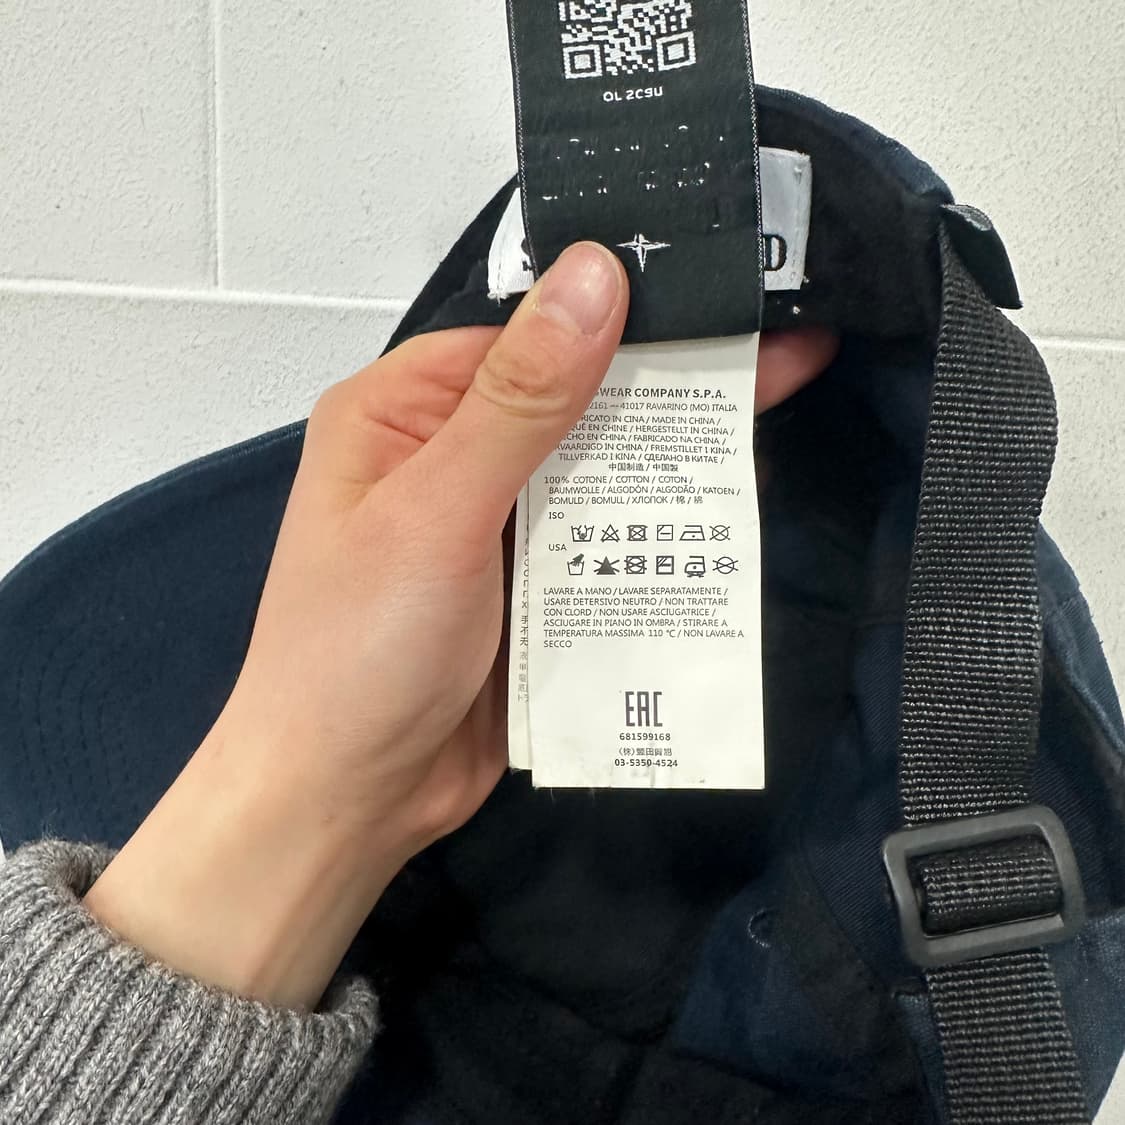 QL 2C9U
D
WEAR COMPANY S.P.A.
2161 — 41017 RAVARINO (MO) ITALIA
RICATO IN CINA / MADE IN CHINA /
QUÉ EN CHINE / HERGESTELLT IN CHINA /
CHO EN CHINA / FABRICADO NA CHINA /
VAARDIGD IN CHINA / FREMSTILLET I KINA /
TILLVERKAD I KINA / СДЕЛАНО В КИТАЕ /
中国制造 / 中国製
100% COTONE / COTTON / COTON /
BAUMWOLLE / ALGODÓN / ALGODÃO / KATOEN /
BOMULD / BOMULL / ХЛОПОК / 棉 / 綿
ISO
USA
LAVARE A MANO / LAVARE SEPARATAMENTE /
USARE DETERSIVO NEUTRO / NON TRATTARE
CON CLORO / NON USARE ASCIUGATRICE /
ASCIUGARE IN PIANO IN OMBRA / STIRARE A
TEMPERATURA MASSIMA 110 °C / NON LAVARE A
SECCO
EAC
681599168
03-5350-4524